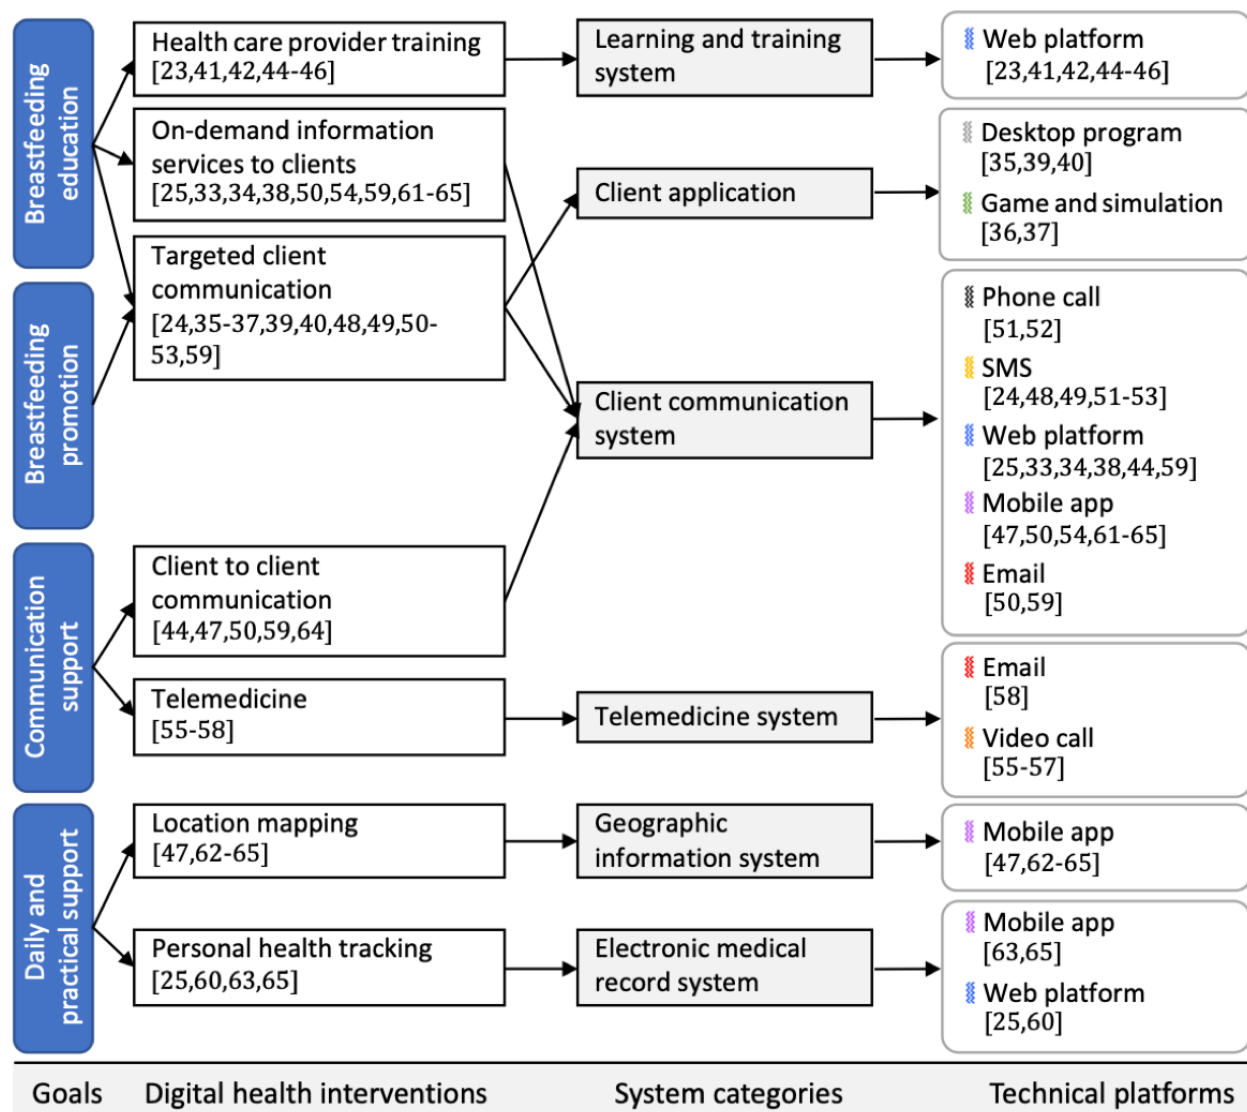 Breastfeeding
education
Breastfeeding
promotion
Communication
support
Daily and
practical support
Health care provider training
[23,41,42,44-46]
On-demand information
services to clients
[25,33,34,38,50,54,59,61-65]
Targeted client
communication
[24,35-37,39,40,48,49,50-
53,59]
Client to client
communication
[44,47,50,59,64]
Telemedicine
[55-58]
Location mapping
[47,62-65]
Personal health tracking
[25,60,63,65]
Learning and training
system
Client application
Client communication
system
Telemedicine system
Geographic
information system
Electronic medical
record system
Web platform
[23,41,42,44-46]
Desktop program
[35,39,40]
Game and simulation
[36,37]
Phone call
[51,52]
SMS
[24,48,49,51-53]
Web platform
[25,33,34,38,44,59]
Mobile app
[47,50,54,61-65]
Email
[50,59]
Email
[58]
Video call
[55-57]
Mobile app
[47,62-65]
Mobile app
[63,65]
Web platform
[25,60]
Goals
Digital health interventions
System categories
Technical platforms